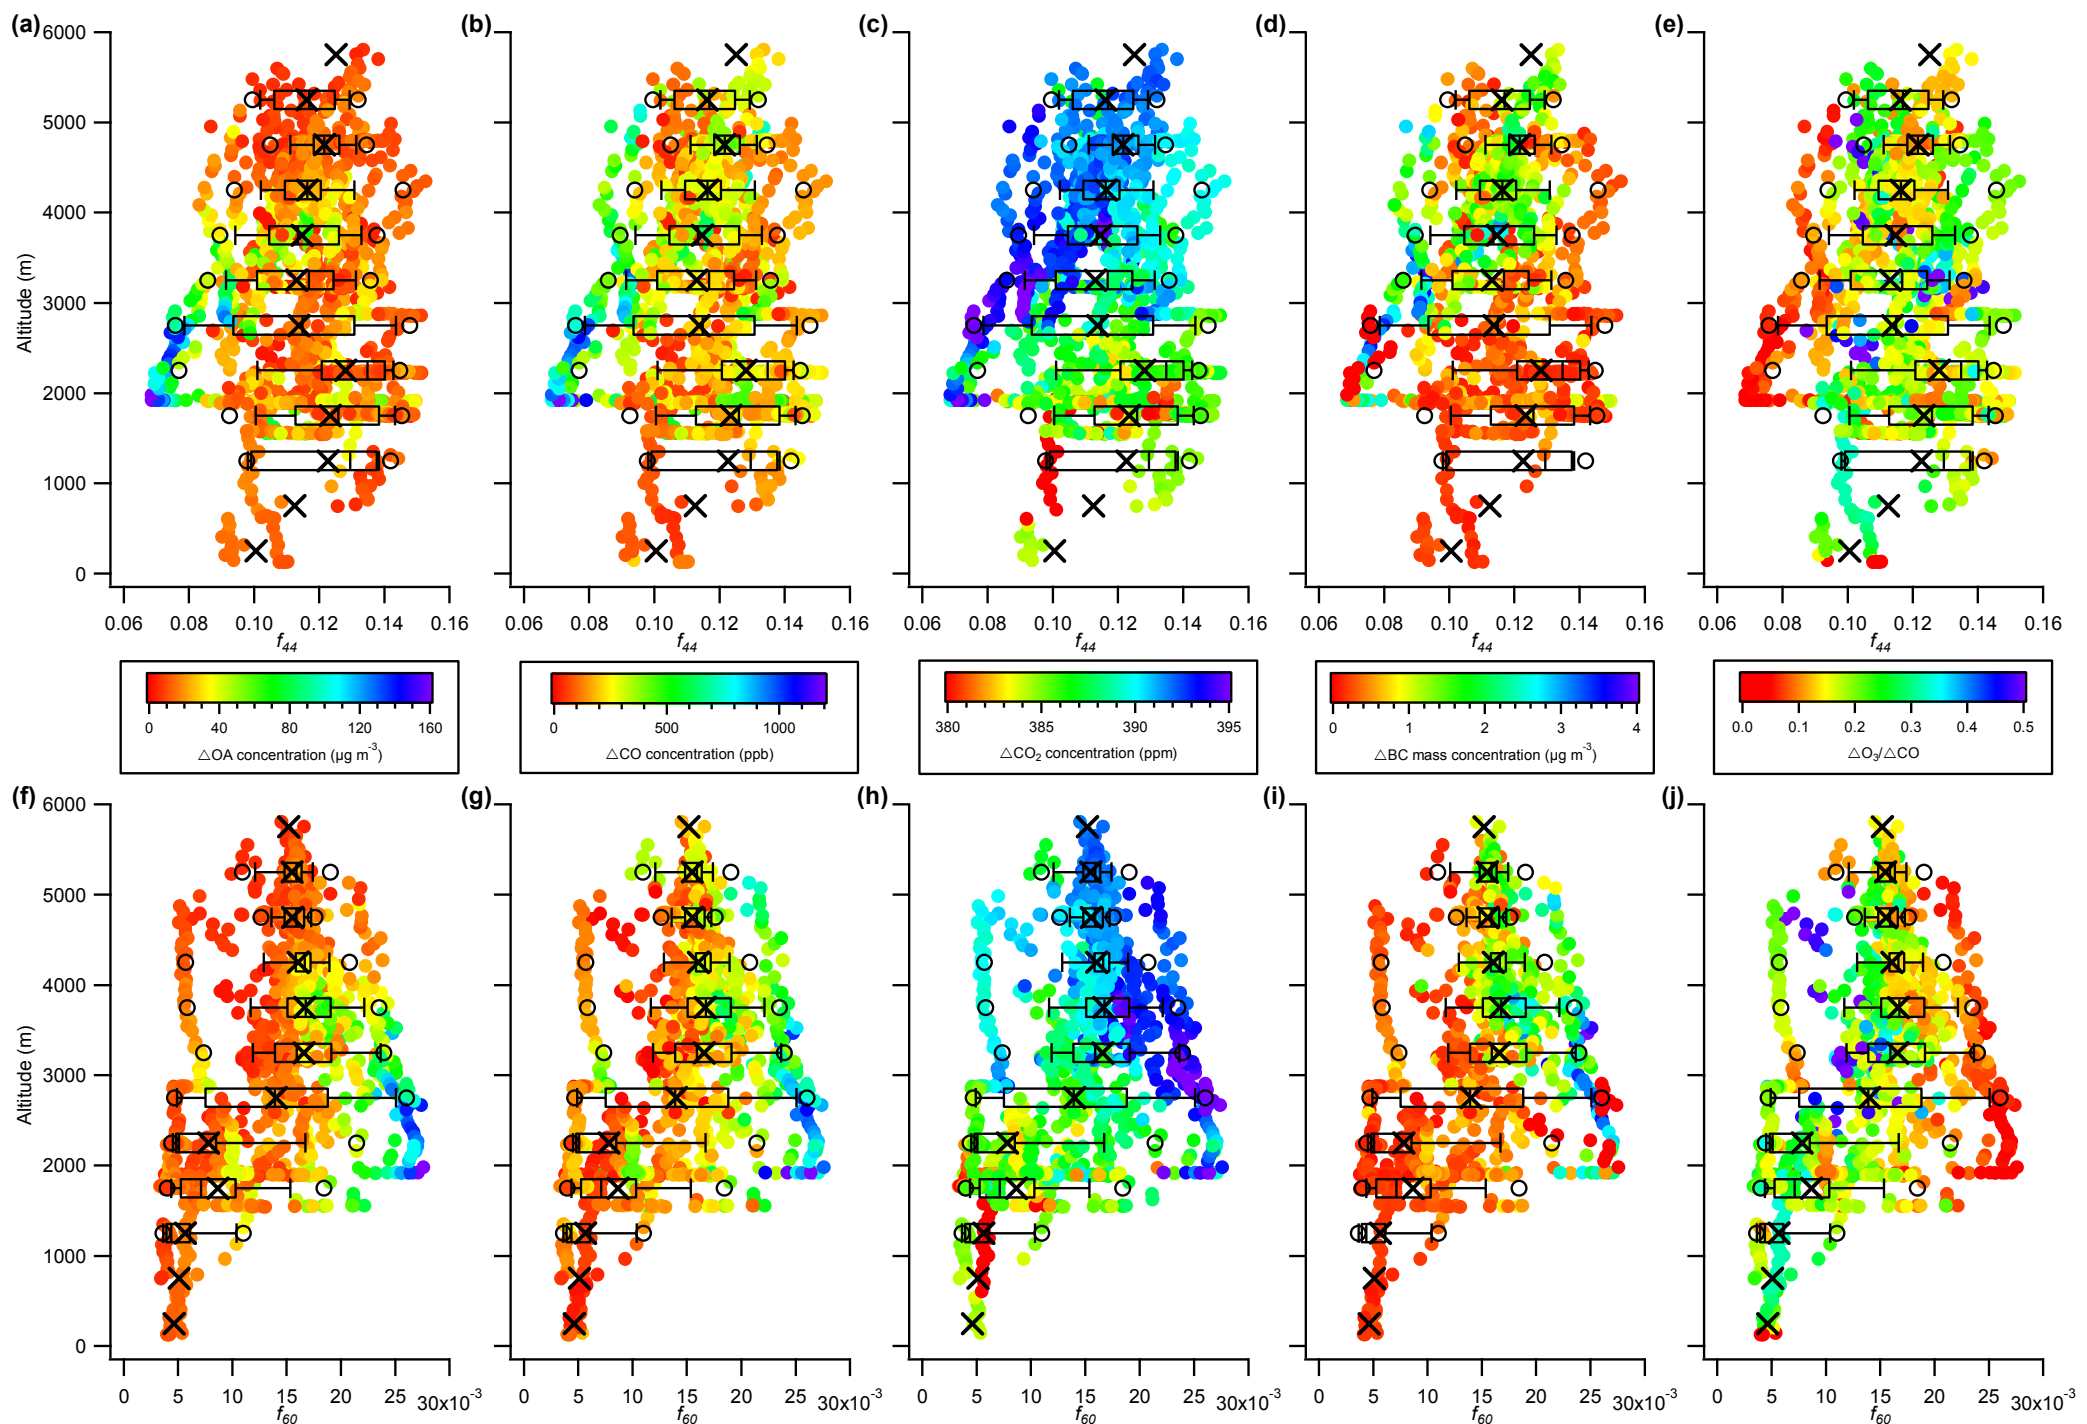 (a) (b) (c) (d) (e)
6000
5000
4000
3000
2000
1000
0
Altitude (m)
0.06 0.08 0.10 0.12 0.14 0.16 0.06 0.08 0.10 0.12 0.14 0.16 0.06 0.08 0.10 0.12 0.14 0.16 0.06 0.08 0.10 0.12 0.14 0.16 0.06 0.08 0.10 0.12 0.14 0.16
f44 f44 f44 f44 f44
0 40 80 120 160
△OA concentration (µg m⁻³)
0 500 1000
△CO concentration (ppb)
380 385 390 395
△CO₂ concentration (ppm)
0 1 2 3 4
△BC mass concentration (µg m⁻³)
0.0 0.1 0.2 0.3 0.4 0.5
△O₃/△CO
(f) (g) (h) (i) (j)
6000
5000
4000
3000
2000
1000
0
Altitude (m)
0 5 10 15 20 25 30x10⁻³ 0 5 10 15 20 25 30x10⁻³ 0 5 10 15 20 25 30x10⁻³ 0 5 10 15 20 25 30x10⁻³ 0 5 10 15 20 25 30x10⁻³
f60 f60 f60 f60 f60